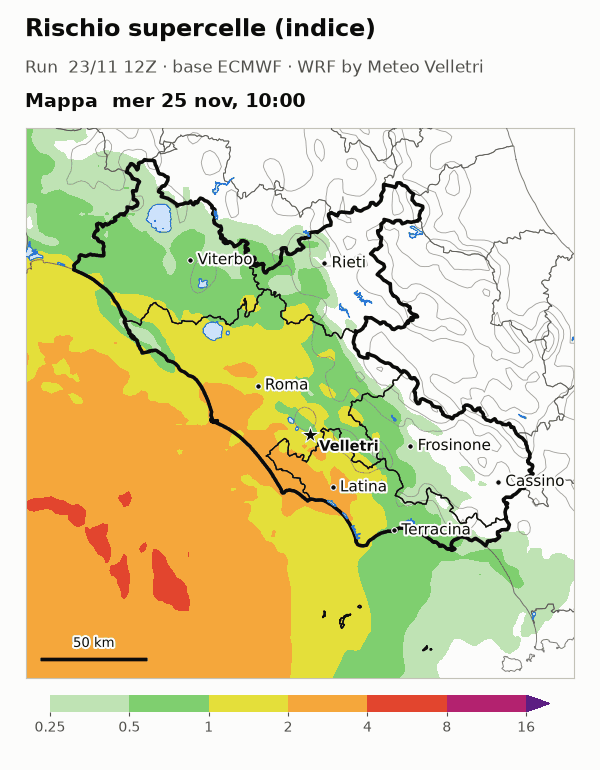 Rischio supercelle (indice)
Run  23/11 12Z · base ECMWF · WRF by Meteo Velletri
Mappa  mer 25 nov, 10:00
Viterbo
Rieti
Roma
Velletri
Frosinone
Cassino
Latina
Terracina
50 km
0.25 0.5 1 2 4 8 16